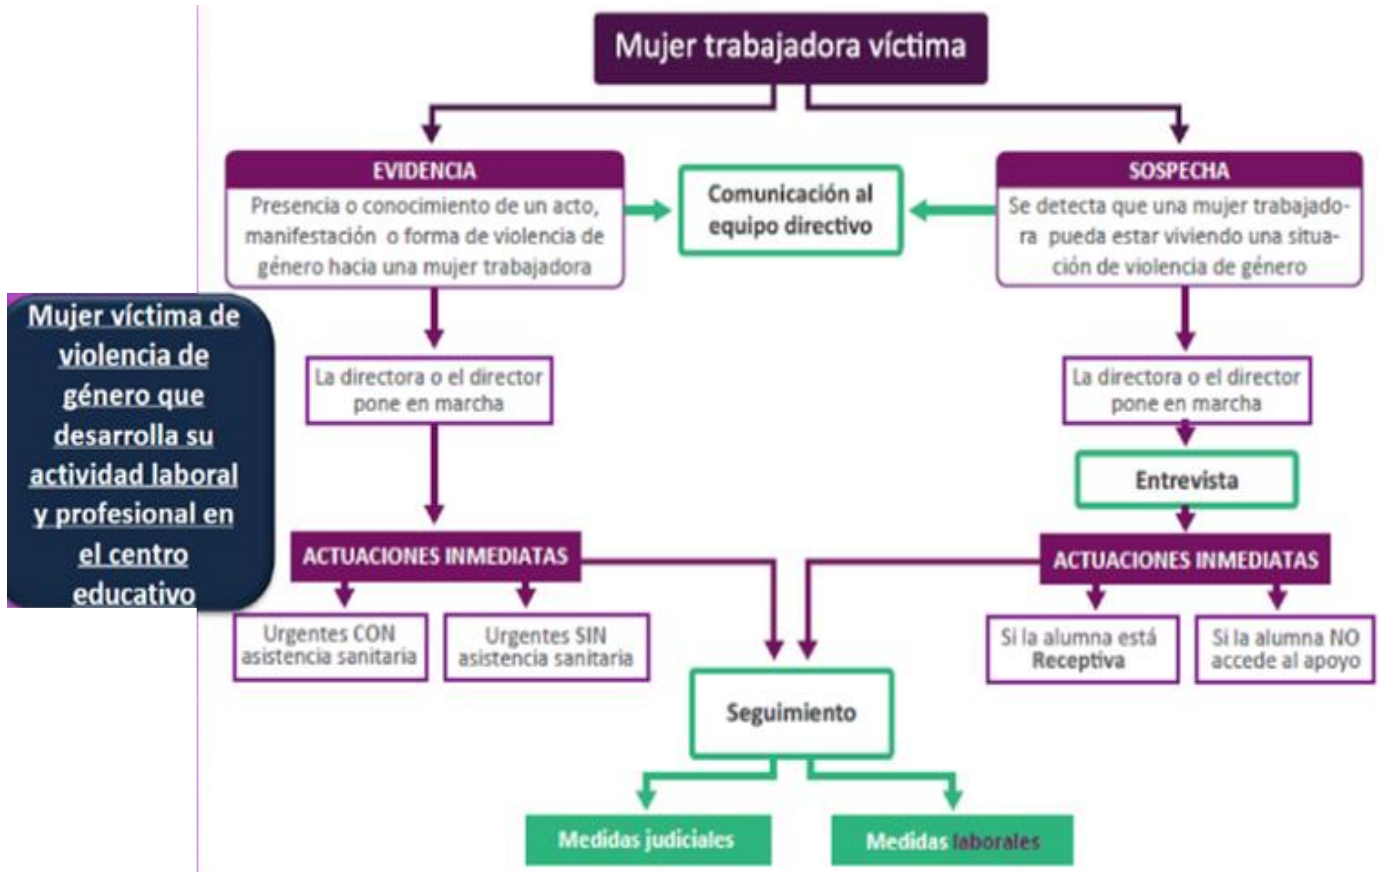 Mujer trabajadora víctima
EVIDENCIA
Presencia o conocimiento de un acto,
manifestación o forma de violencia de
género hacia una mujer trabajadora
Comunicación al
equipo directivo
SOSPECHA
Se detecta que una mujer trabajado-
ra pueda estar viviendo una situa-
ción de violencia de género
Mujer víctima de
violencia de
género que
desarrolla su
actividad laboral
y profesional en
el centro
educativo
La directora o el director
pone en marcha
La directora o el director
pone en marcha
Entrevista
ACTUACIONES INMEDIATAS
ACTUACIONES INMEDIATAS
Urgentes CON
asistencia sanitaria
Urgentes SIN
asistencia sanitaria
Si la alumna está
Receptiva
Si la alumna NO
accede al apoyo
Seguimiento
Medidas judiciales
Medidas laborales